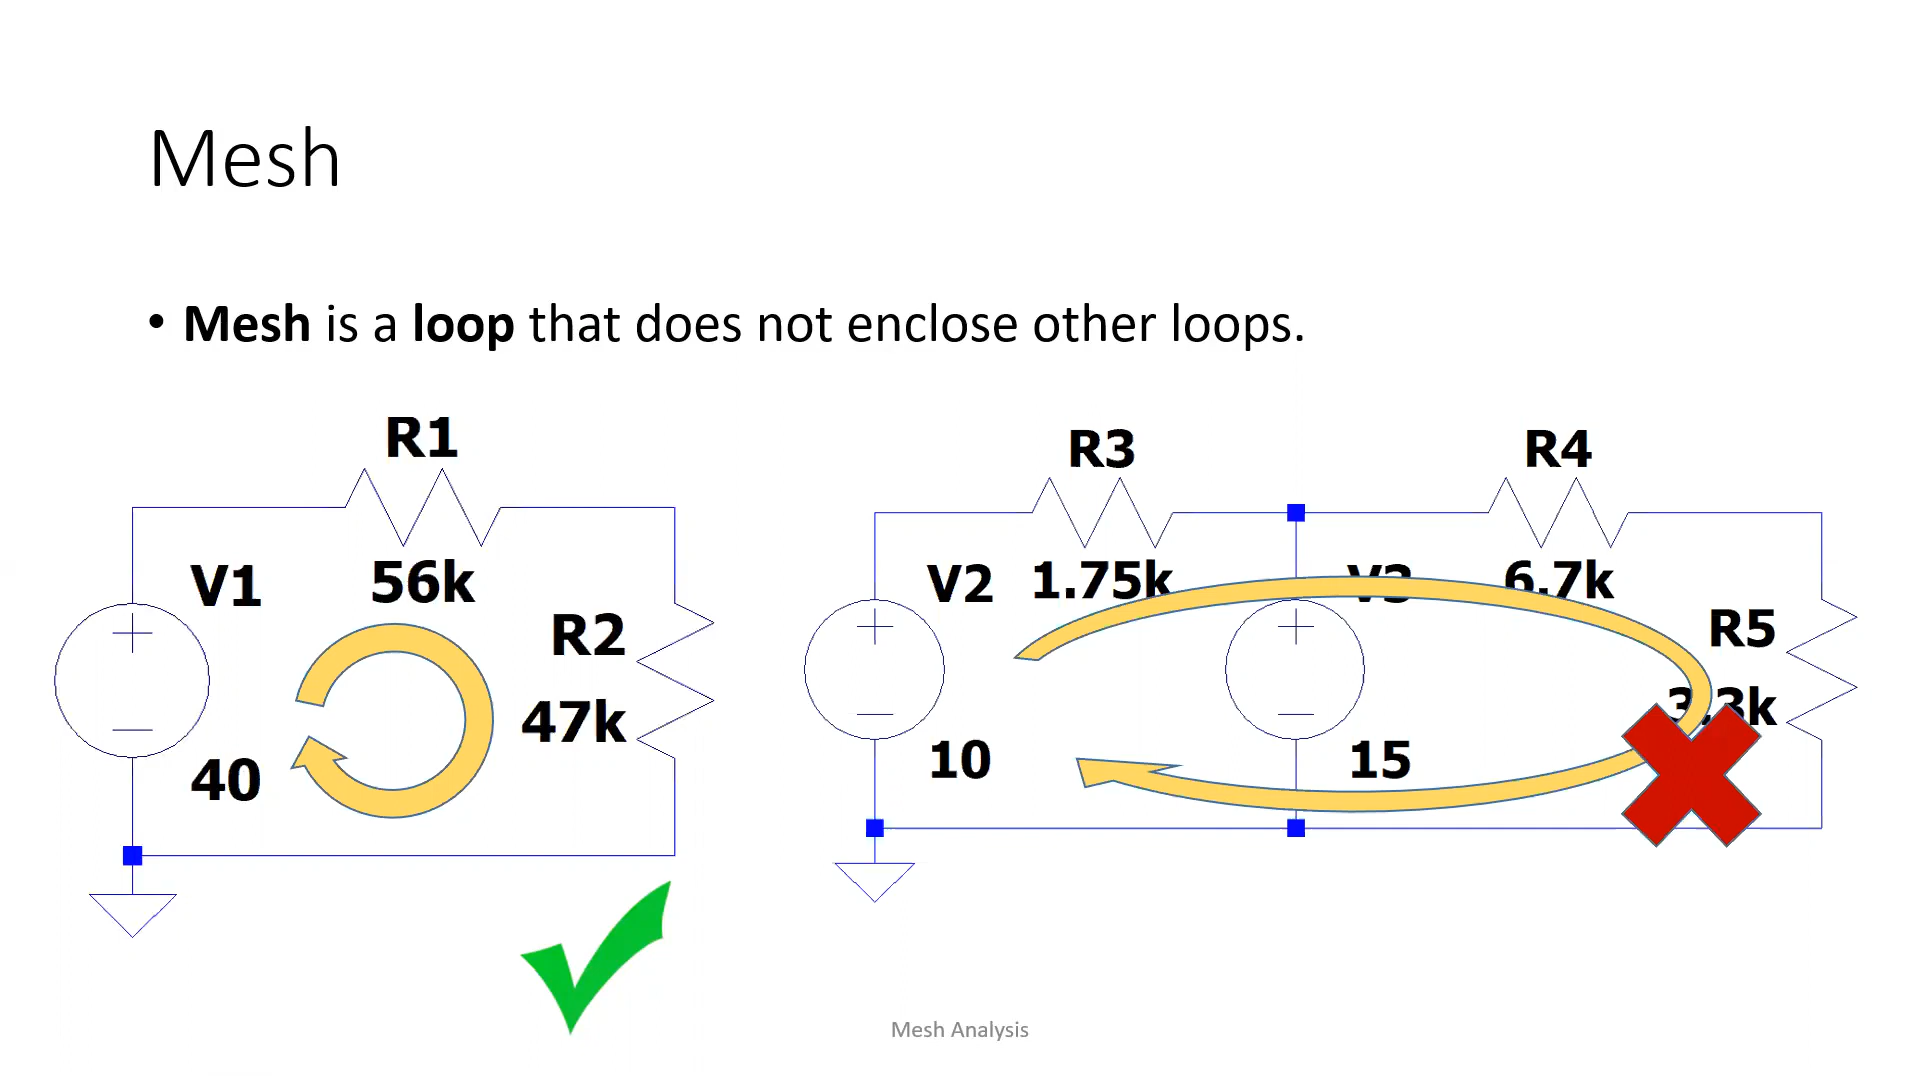 Mesh
• Mesh is a loop that does not enclose other loops.
R1
V1
56k
R2
47k
40
R3
R4
V2
1.75k
V3
6.7k
R5
3.3k
10
15
Mesh Analysis